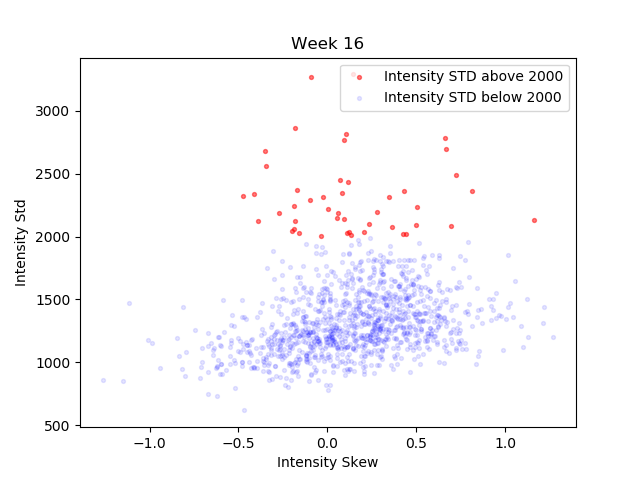 Week 16
Intensity STD above 2000
Intensity STD below 2000
3000
2500
2000
1500
1000
500
Intensity Std
−1.0 −0.5 0.0 0.5 1.0
Intensity Skew